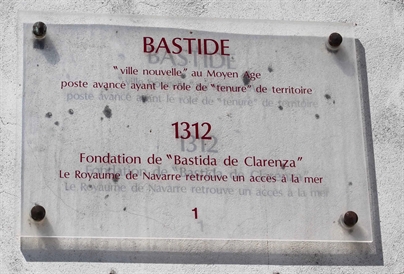 BASTIDE
"ville nouvelle" au Moyen Age
poste avancé ayant le rôle de "tenure" de territoire
1312
Fondation de "Bastida de Clarenza"
Le Royaume de Navarre retrouve un accès à la mer
1